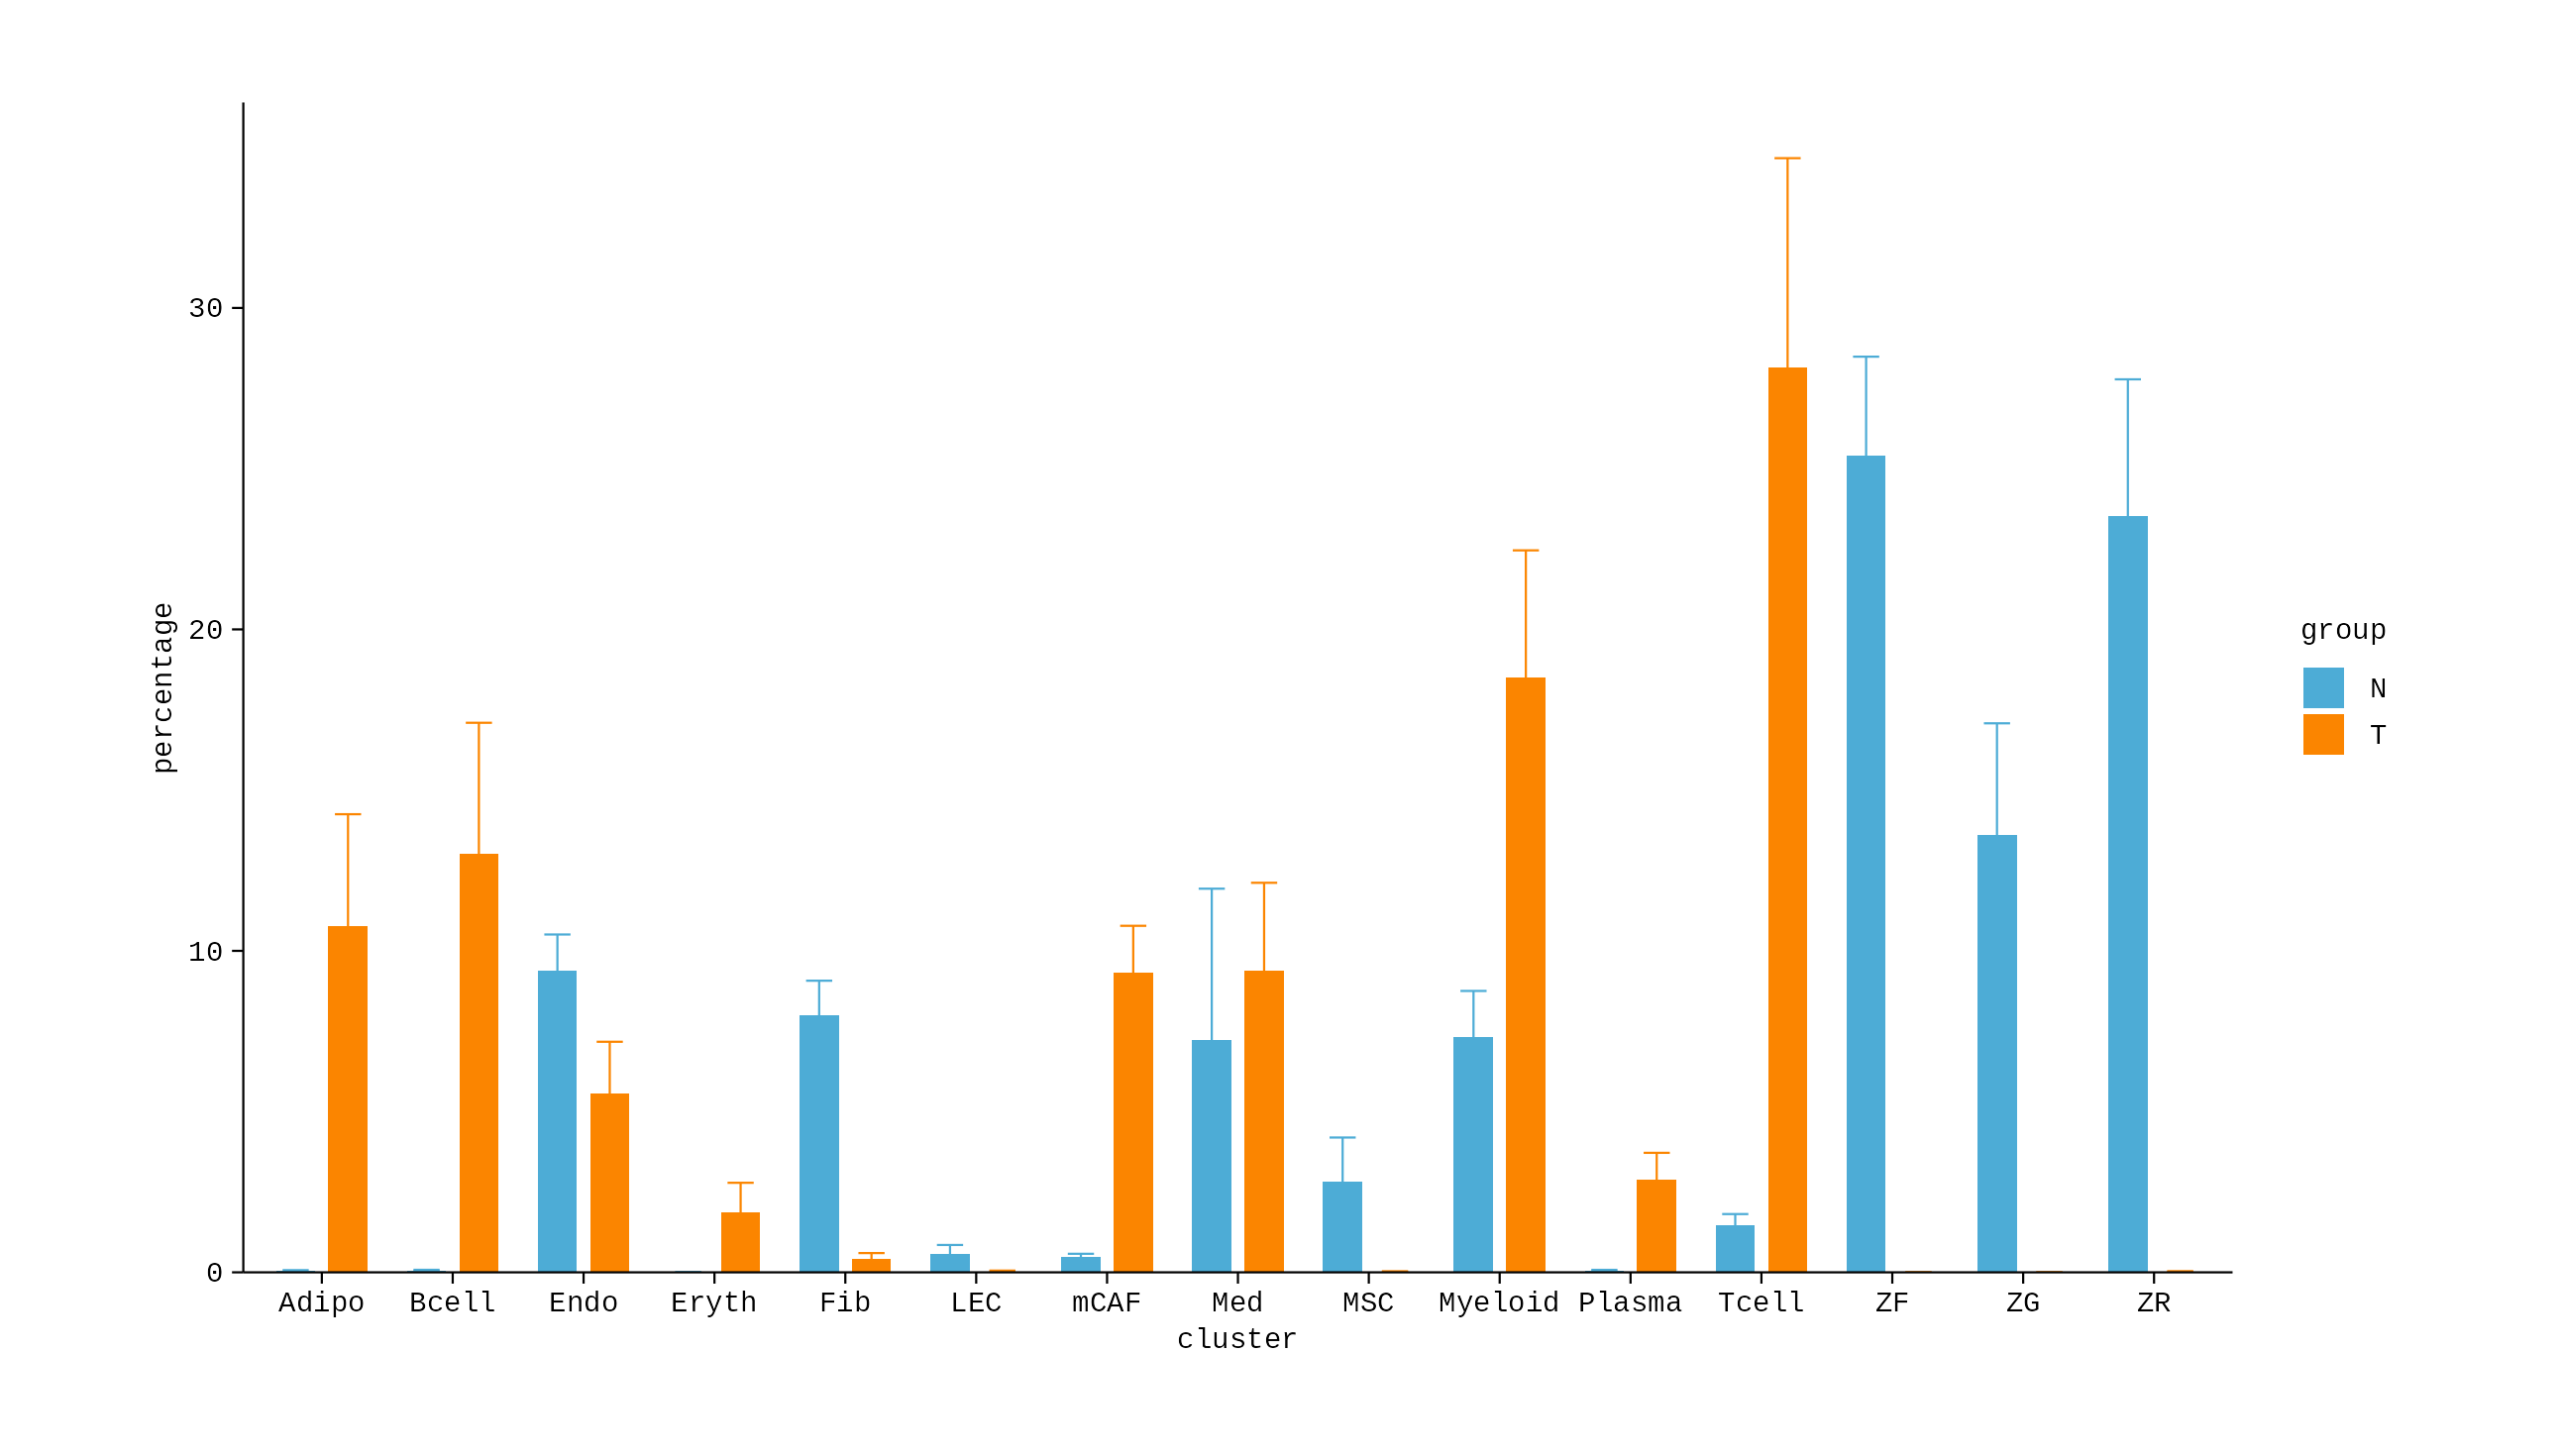 percentage
30
20
10
0
Adipo Bcell Endo Eryth Fib LEC mCAF Med MSC Myeloid Plasma Tcell ZF ZG ZR
cluster
group
N
T